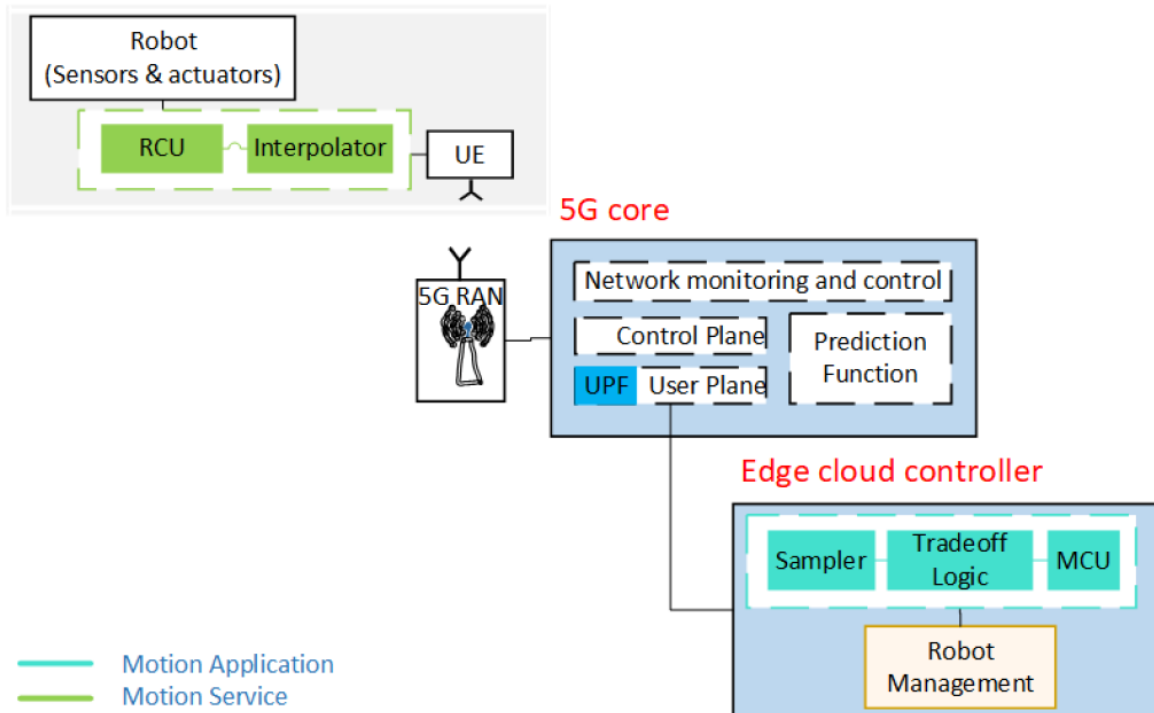 Robot
(Sensors & actuators)
RCU
Interpolator
UE
5G core
5G RAN
Network monitoring and control
Control Plane
Prediction
Function
UPF
User Plane
Edge cloud controller
Sampler
Tradeoff
Logic
MCU
Robot
Management
Motion Application
Motion Service